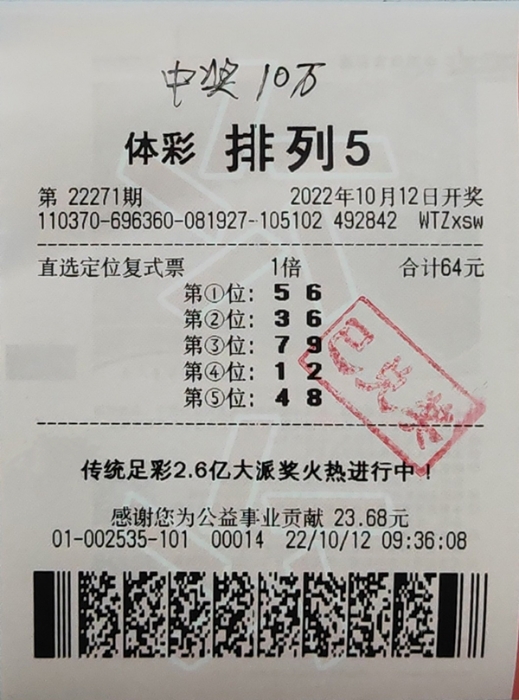 中奖10万
体彩 排列5
第 22271期 2022年10月12日开奖
110370-696360-081927-105102 492842 WTZxsw
直选定位复式票 1倍 合计64元
第①位: 5 6
第②位: 3 6
第③位: 7 9
第④位: 1 2
第⑤位: 4 8
已兑奖
传统足彩2.6亿大派奖火热进行中!
感谢您为公益事业贡献 23.68元
01-002535-101 00014 22/10/12 09:36:08